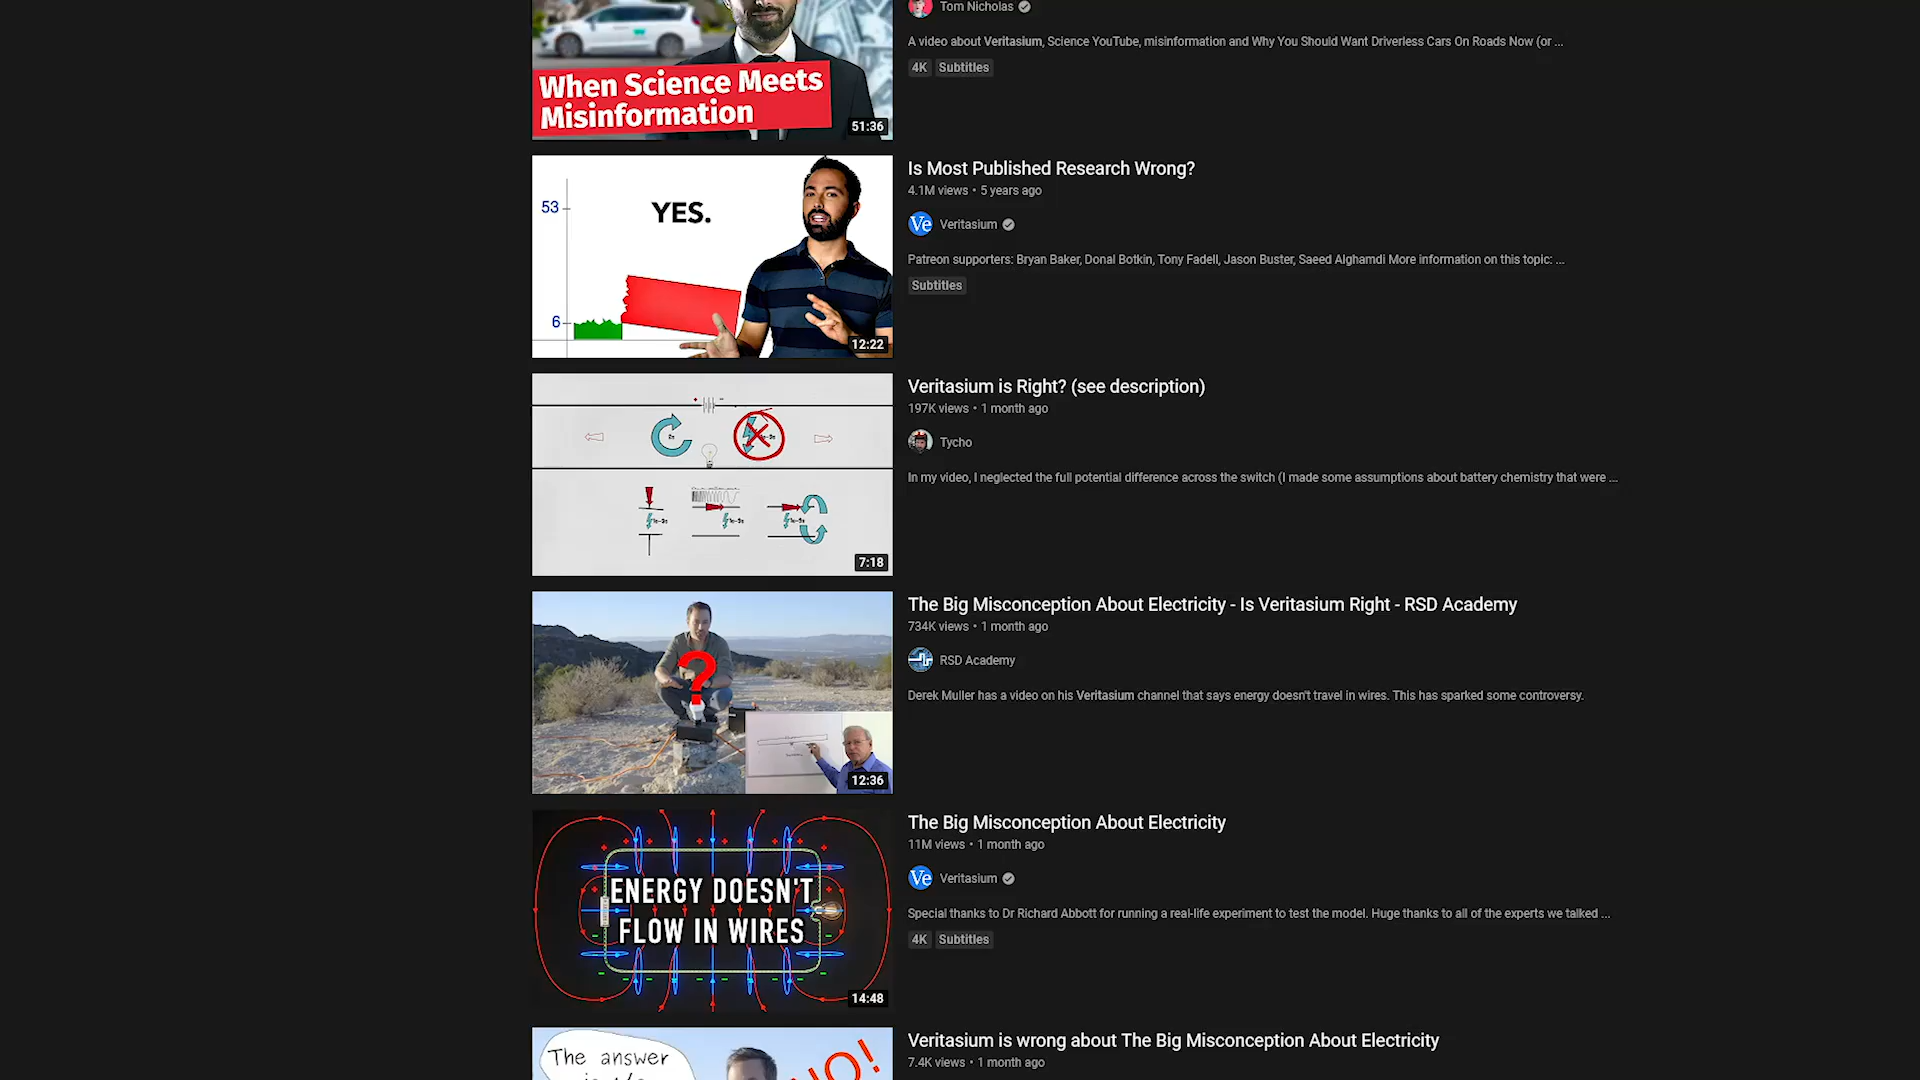 Tom Nicholas
A video about Veritasium, Science YouTube, misinformation and Why You Should Want Driverless Cars On Roads Now (or ...
4K Subtitles
When Science Meets
Misinformation
51:36
Is Most Published Research Wrong?
4.1M views • 5 years ago
53
YES.
Ve Veritasium
Patreon supporters: Bryan Baker, Donal Botkin, Tony Fadell, Jason Buster, Saeed Alghamdi More information on this topic: ...
Subtitles
6
12:22
Veritasium is Right? (see description)
197K views • 1 month ago
Tycho
In my video, I neglected the full potential difference across the switch (I made some assumptions about battery chemistry that were ...
7:18
The Big Misconception About Electricity - Is Veritasium Right - RSD Academy
734K views • 1 month ago
?
RSD Academy
Derek Muller has a video on his Veritasium channel that says energy doesn't travel in wires. This has sparked some controversy.
12:36
The Big Misconception About Electricity
11M views • 1 month ago
Ve Veritasium
ENERGY DOESN'T
FLOW IN WIRES
Special thanks to Dr Richard Abbott for running a real-life experiment to test the model. Huge thanks to all of the experts we talked ...
4K Subtitles
14:48
Veritasium is wrong about The Big Misconception About Electricity
7.4K views • 1 month ago
The answer
NO!